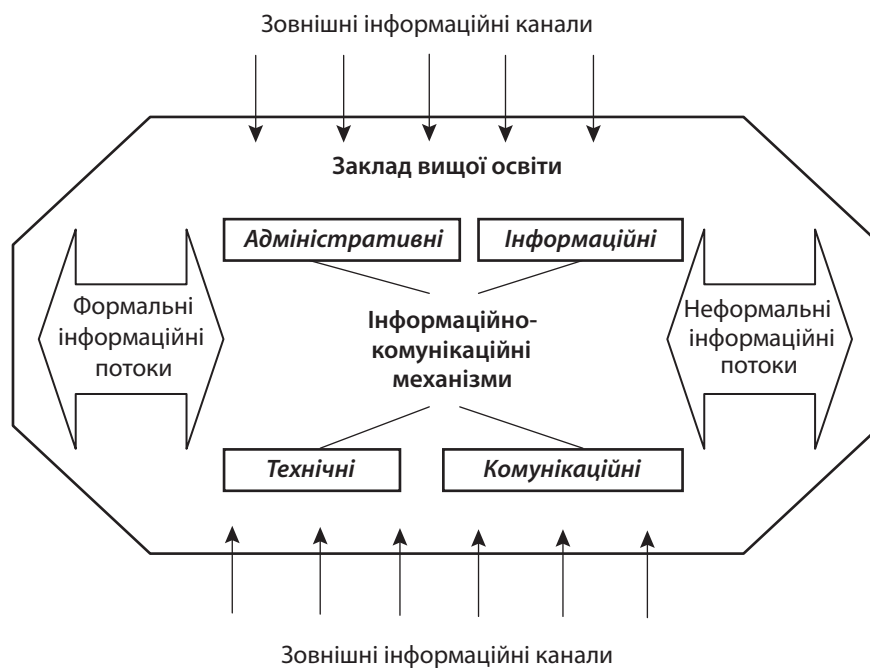 Зовнішні інформаційні канали
Заклад вищої освіти
Адміністративні
Інформаційні
Формальні
інформаційні
потоки
Інформаційно-
комунікаційні
механізми
Неформальні
інформаційні
потоки
Технічні
Комунікаційні
Зовнішні інформаційні канали